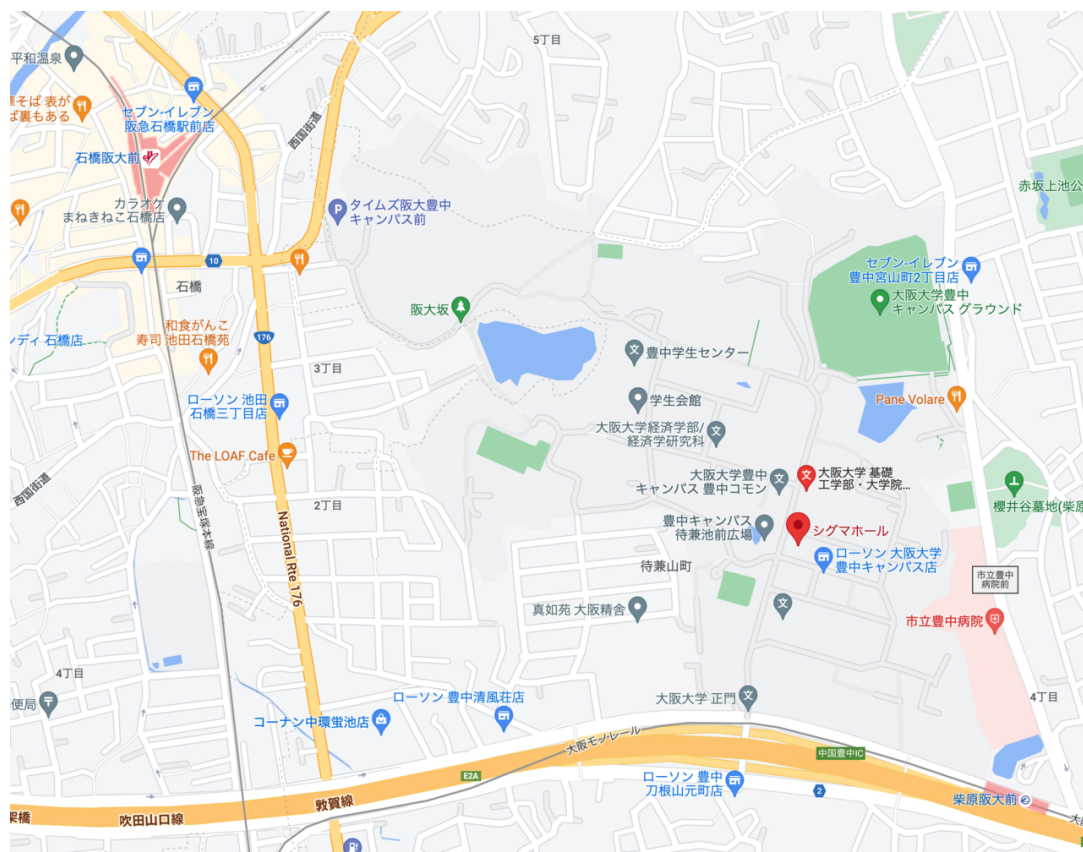 5丁目
平和温泉
華そば 表が
ば裏もある
セブン-イレブン
阪急石橋駅前店
西国街道
石橋阪大前
カラオケ
まねきねこ石橋店
タイムズ阪大豊中
キャンパス前
赤坂上池公
10
石橋
セブン-イレブン
豊中宮山町2丁目店
大阪大学豊中
キャンパス グラウンド
阪大坂
和食がんこ
寿司 池田石橋苑
176
ンディ 石橋店
豊中学生センター
3丁目
ローソン 池田
石橋三丁目店
学生会館
Pane Volare
大阪大学経済学部/
経済学研究科
The LOAF Cafe
大阪大学豊中
キャンパス 豊中コモン
大阪大学 基礎
工学部・大学院...
西国街道
阪急宝塚本線
2丁目
櫻井谷墓地(柴原
National Rte 176
豊中キャンパス
待兼池前広場
シグマホール
ローソン 大阪大学
豊中キャンパス店
待兼山町
市立豊中
病院前
真如苑 大阪精舎
市立豊中病院
4丁目
便局
大阪大学 正門
4丁目
ローソン 豊中清風荘店
コーナン中環蛍池店
大阪モノレール
中国豊中IC
E2A
ローソン 豊中
刀根山元町店
2
柴原阪大前
敦賀線
吹田山口線
架橋
大阪